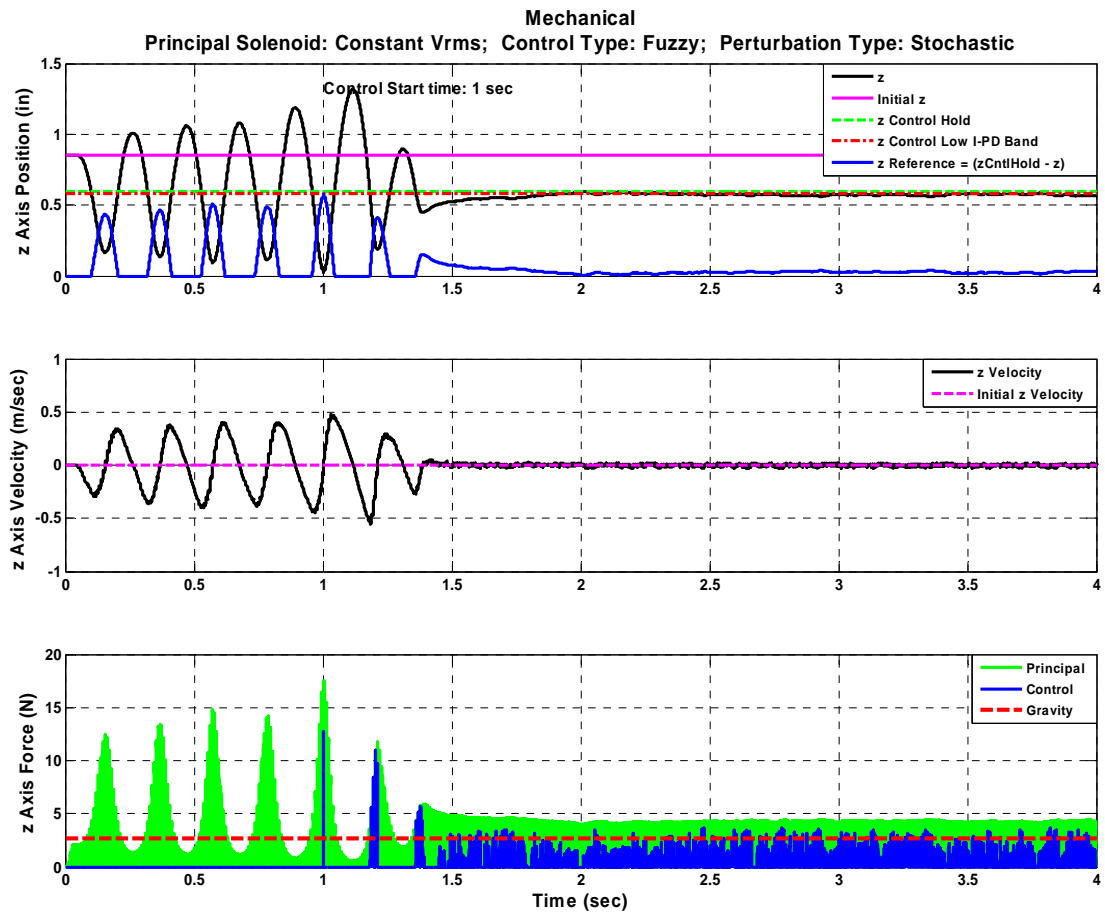 Mechanical
Principal Solenoid: Constant Vrms; Control Type: Fuzzy; Perturbation Type: Stochastic
z Axis Position (in)
1.5
1
0.5
0
Control Start time: 1 sec
z
Initial z
z Control Hold
z Control Low I-PD Band
z Reference = (zCntlHold - z)
0 0.5 1 1.5 2 2.5 3 3.5 4
z Axis Velocity (m/sec)
1
0.5
0
-0.5
-1
z Velocity
Initial z Velocity
0 0.5 1 1.5 2 2.5 3 3.5 4
z Axis Force (N)
20
15
10
5
0
Principal
Control
Gravity
0 0.5 1 1.5 2 2.5 3 3.5 4
Time (sec)